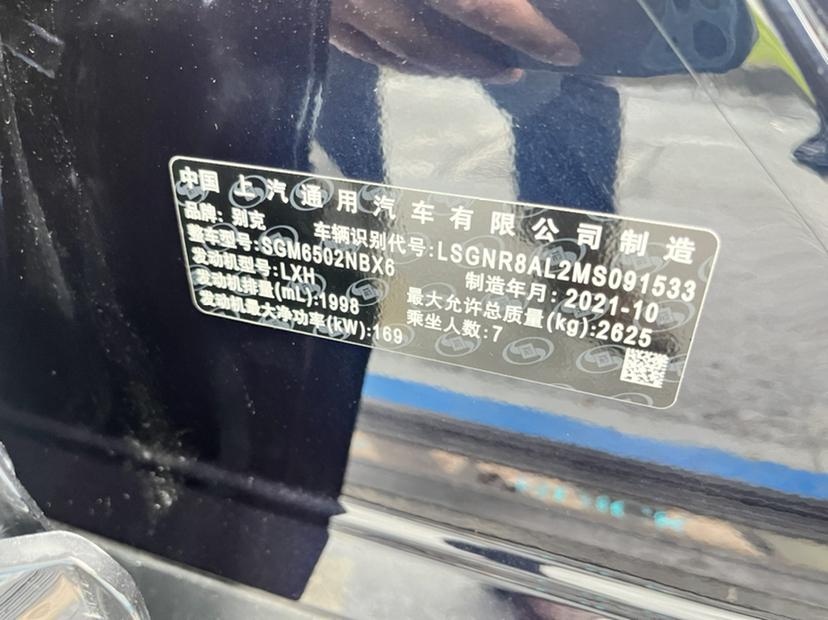 中国 上汽通用汽车有限公司制造
品牌: 别克 车辆识别代号:LSGNR8AL2MS091533
整车型号:SGM6502NBX6 制造年月: 2021-10
发动机型号:LXH 最大允许总质量(kg):2625
发动机排量(mL):1998 乘坐人数:7
发动机最大净功率(kW):169